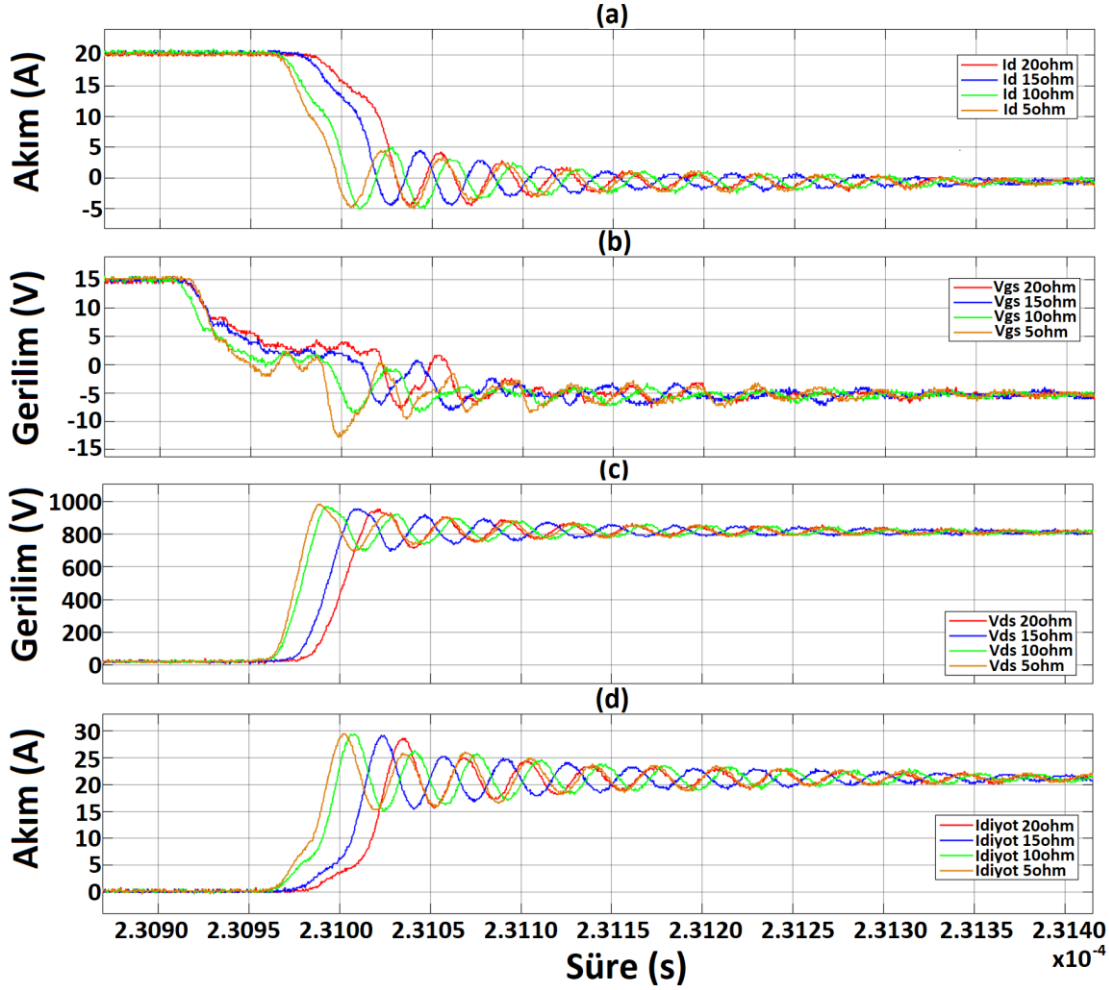 (a)
Akım (A)
20
15
10
5
0
-5
Id 20ohm
Id 15ohm
Id 10ohm
Id 5ohm
(b)
Gerilim (V)
15
10
5
0
-5
-10
-15
Vgs 20ohm
Vgs 15ohm
Vgs 10ohm
Vgs 5ohm
(c)
Gerilim (V)
1000
800
600
400
200
0
Vds 20ohm
Vds 15ohm
Vds 10ohm
Vds 5ohm
(d)
Akım (A)
30
25
20
15
10
5
0
Idiyot 20ohm
Idiyot 15ohm
Idiyot 10ohm
Idiyot 5ohm
2.3090 2.3095 2.3100 2.3105 2.3110 2.3115 2.3120 2.3125 2.3130 2.3135 2.3140
x10-4
Süre (s)